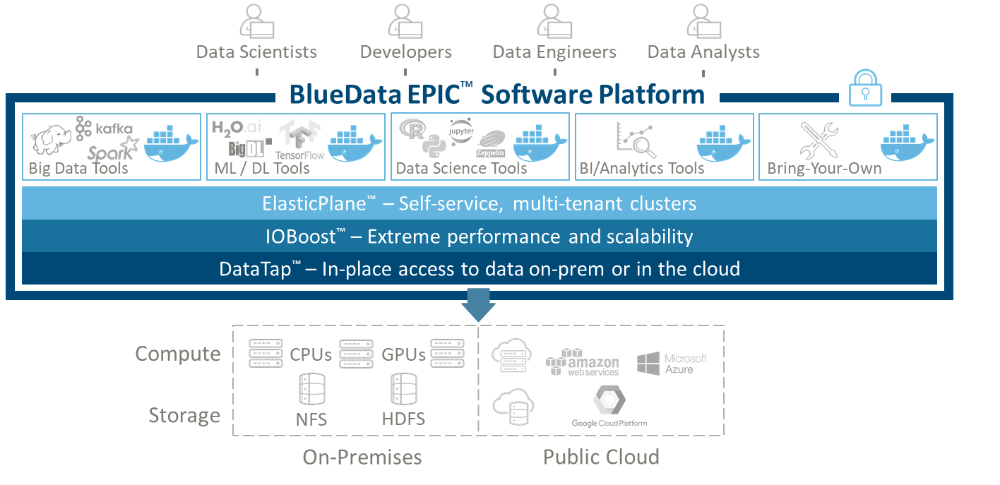 Data Scientists
Developers
Data Engineers
Data Analysts
BlueData EPIC™ Software Platform
kafka
Spark
Big Data Tools
H2O.ai
BigDL
TensorFlow
ML / DL Tools
R
jupyter
Zeppelin
Data Science Tools
BI/Analytics Tools
Bring-Your-Own
ElasticPlane™ – Self-service, multi-tenant clusters
IOBoost™ – Extreme performance and scalability
DataTap™ – In-place access to data on-prem or in the cloud
Compute
CPUs
GPUs
amazon
webservices
Microsoft
Azure
Storage
NFS
HDFS
Google Cloud Platform
On-Premises
Public Cloud